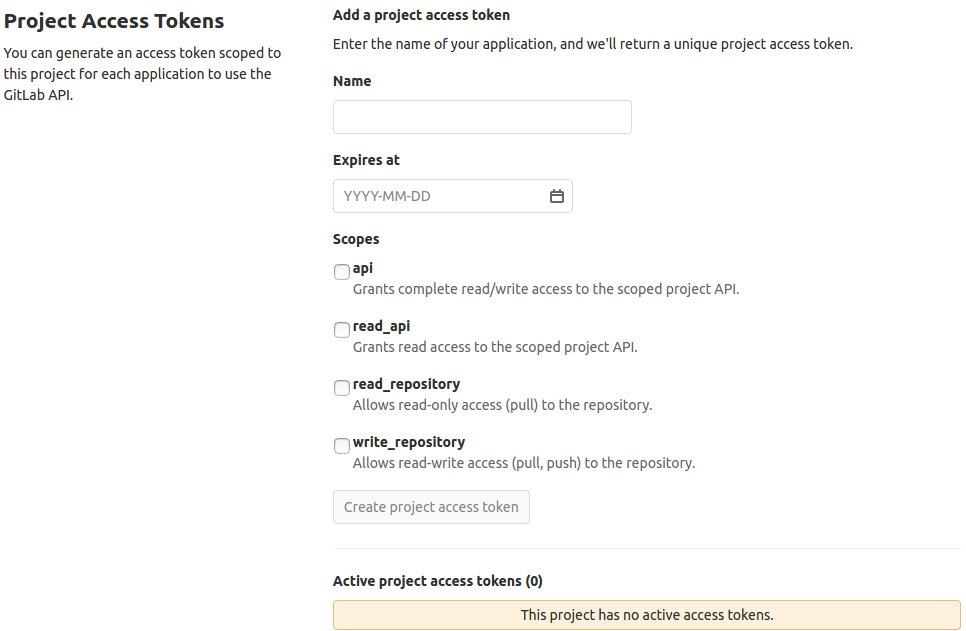 Project Access Tokens
You can generate an access token scoped to
this project for each application to use the
GitLab API.
Add a project access token
Enter the name of your application, and we'll return a unique project access token.
Name
Expires at
YYYY-MM-DD
Scopes
api
Grants complete read/write access to the scoped project API.
read_api
Grants read access to the scoped project API.
read_repository
Allows read-only access (pull) to the repository.
write_repository
Allows read-write access (pull, push) to the repository.
Create project access token
Active project access tokens (0)
This project has no active access tokens.